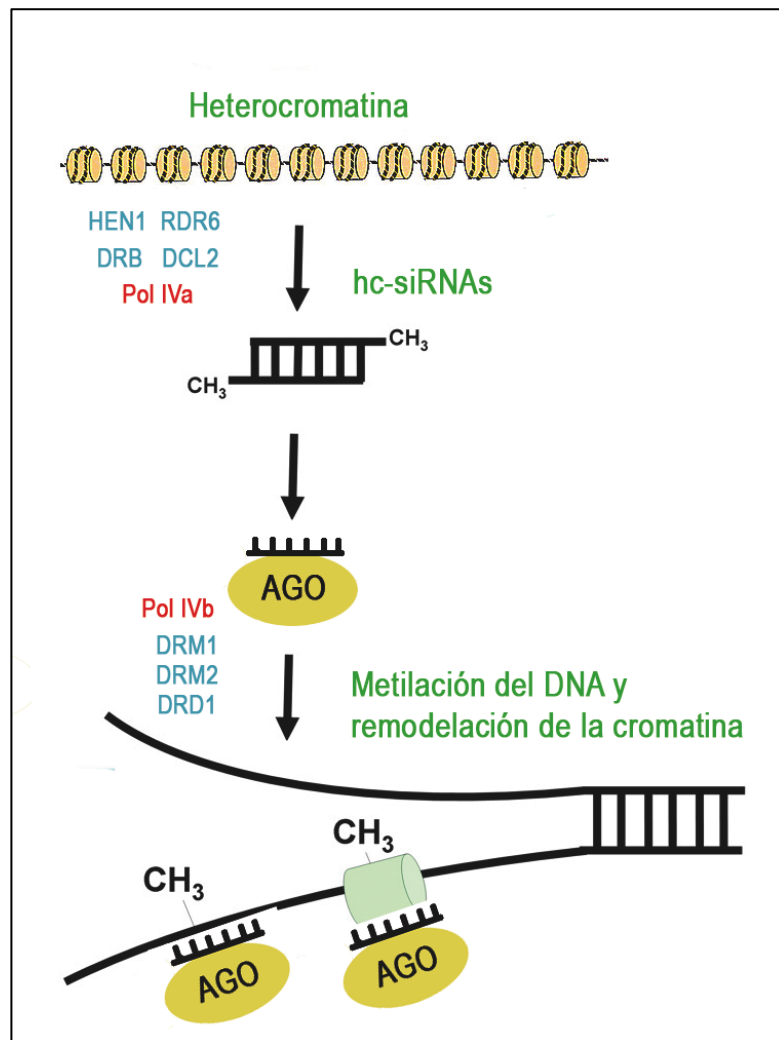 Heterocromatina
HEN1 RDR6
DRB DCL2
Pol IVa
hc-siRNAs
CH3
CH3
AGO
Pol IVb
DRM1
DRM2
DRD1
Metilación del DNA y
remodelación de la cromatina
CH3
CH3
AGO
AGO